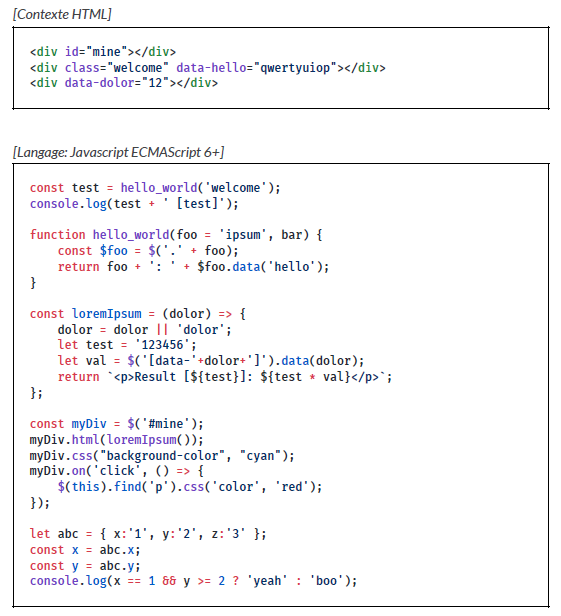 [Contexte HTML]
<div id="mine"></div>
<div class="welcome" data-hello="qwertyuiop"></div>
<div data-dolor="12"></div>
[Langage: Javascript ECMAScript 6+]
const test = hello_world('welcome');
console.log(test + ' [test]');
function hello_world(foo = 'ipsum', bar) {
    const $foo = $('.' + foo);
    return foo + ': ' + $foo.data('hello');
}
const loremIpsum = (dolor) => {
    dolor = dolor || 'dolor';
    let test = '123456';
    let val = $('[data-'+dolor+']').data(dolor);
    return `<p>Result [${test}]: ${test * val}</p>`;
};
const myDiv = $('#mine');
myDiv.html(loremIpsum());
myDiv.css("background-color", "cyan");
myDiv.on('click', () => {
    $(this).find('p').css('color', 'red');
});
let abc = { x:'1', y:'2', z:'3' };
const x = abc.x;
const y = abc.y;
console.log(x == 1 && y >= 2 ? 'yeah' : 'boo');